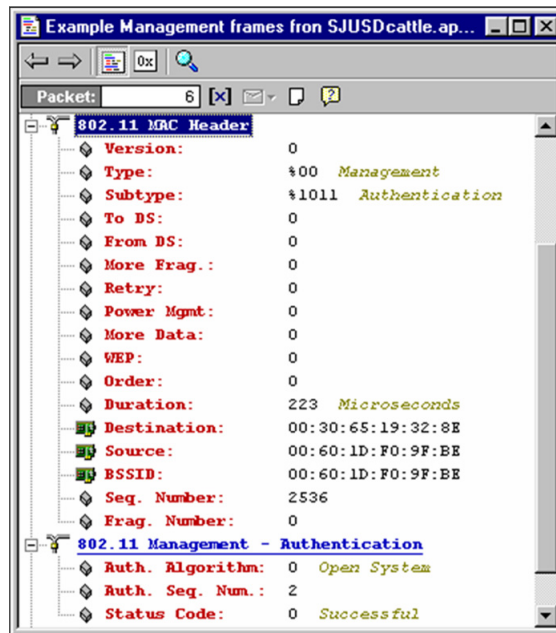 Example Management frames fron SJUSDcattle.ap...
0x
Packet: 6
802.11 MAC Header
Version: 0
Type: %00 Management
Subtype: %1011 Authentication
To DS: 0
From DS: 0
More Frag.: 0
Retry: 0
Power Mgmt: 0
More Data: 0
WEP: 0
Order: 0
Duration: 223 Microseconds
Destination: 00:30:65:19:32:8E
Source: 00:60:1D:F0:9F:BE
BSSID: 00:60:1D:F0:9F:BE
Seq. Number: 2536
Frag. Number: 0
802.11 Management - Authentication
Auth. Algorithm: 0 Open System
Auth. Seq. Num.: 2
Status Code: 0 Successful